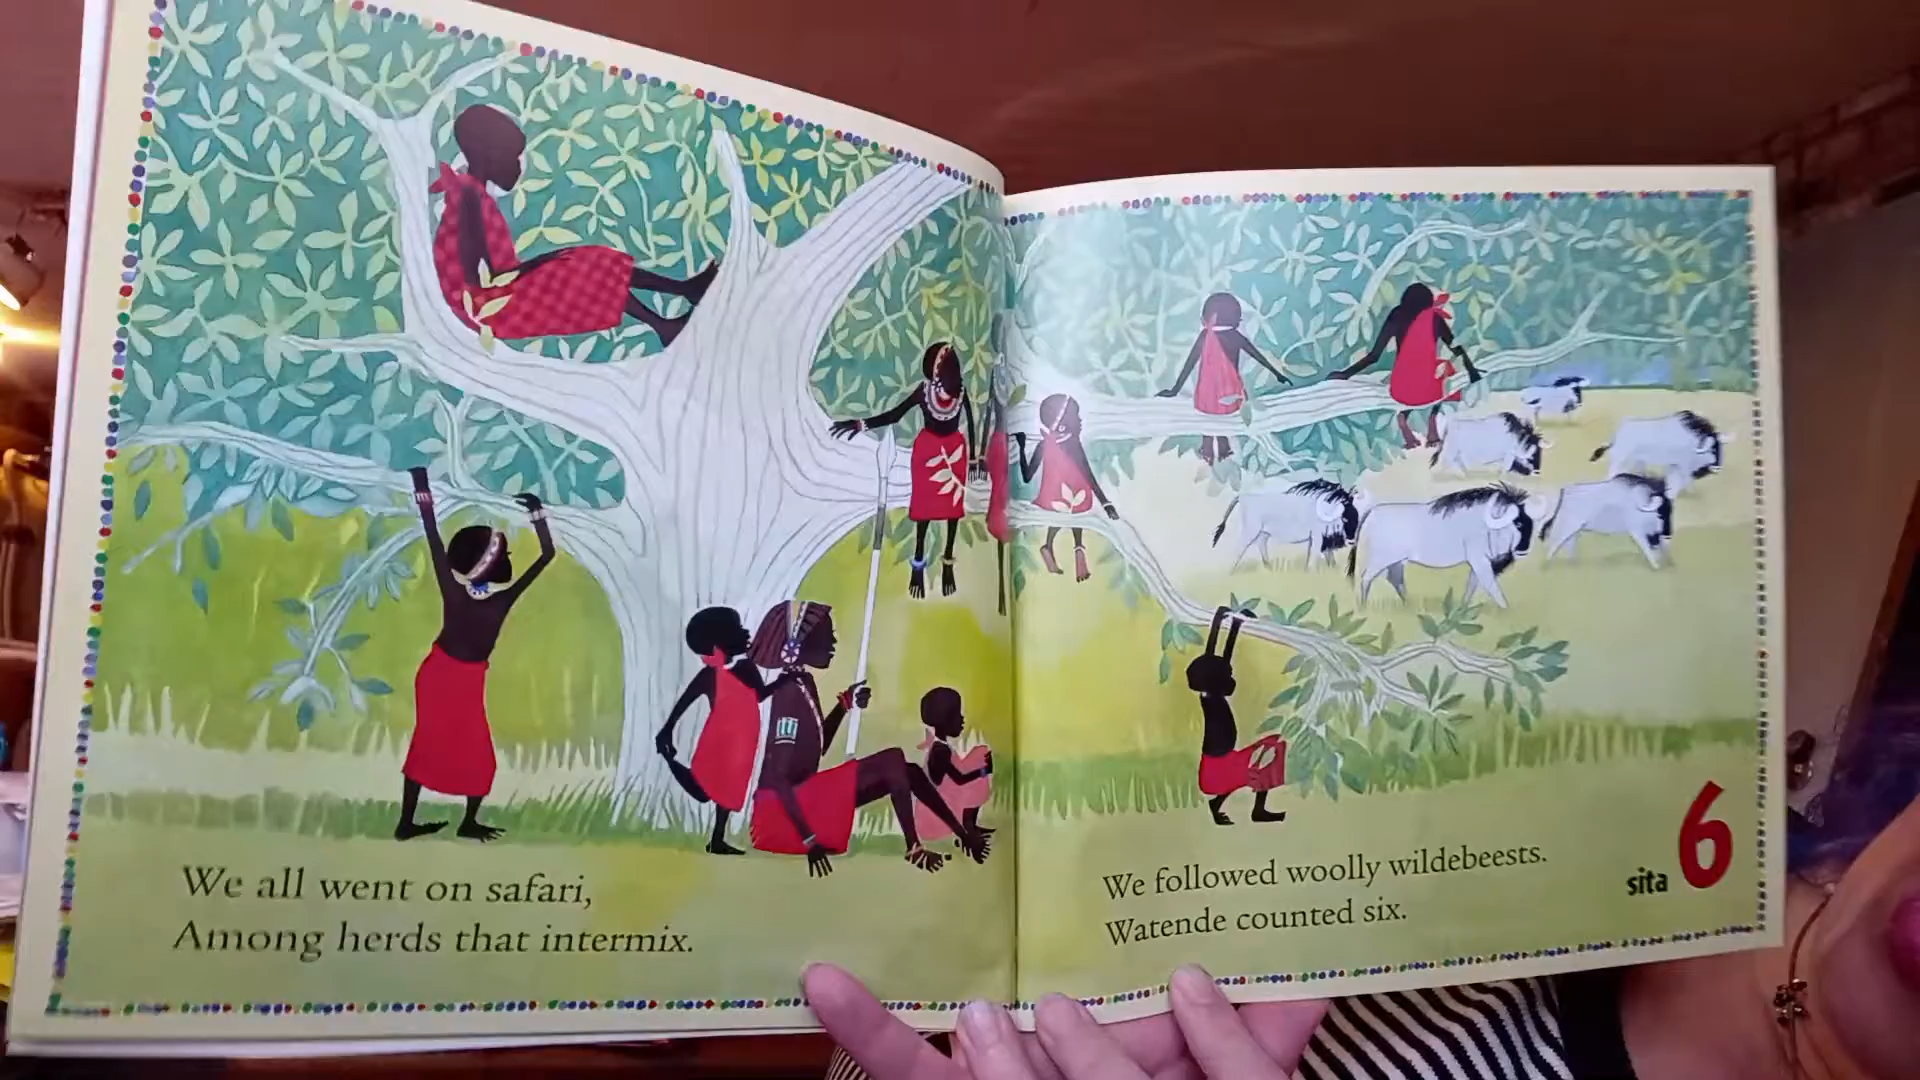 We all went on safari,
Among herds that intermix.
We followed woolly wildebeests.
Watende counted six.
sita 6